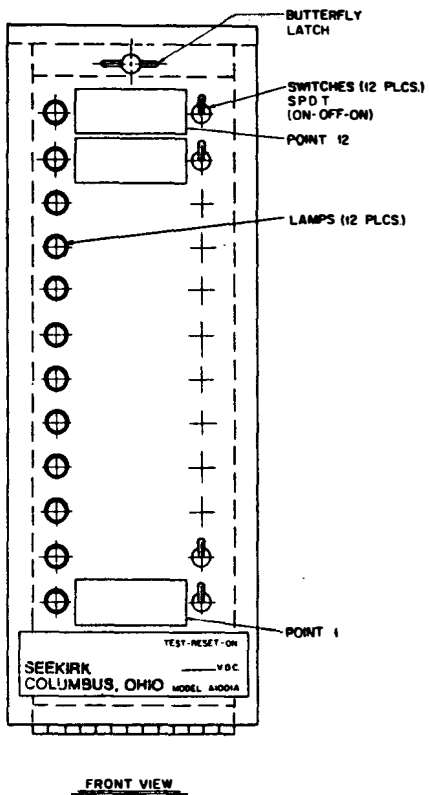 BUTTERFLY
LATCH
SWITCHES (12 PLCS.)
SPDT
(ON-OFF-ON)
POINT 12
LAMPS (12 PLCS.)
POINT 1
TEST-RESET-ON
SEEKIRK
____VDC.
COLUMBUS, OHIO MODEL A1001A
FRONT VIEW